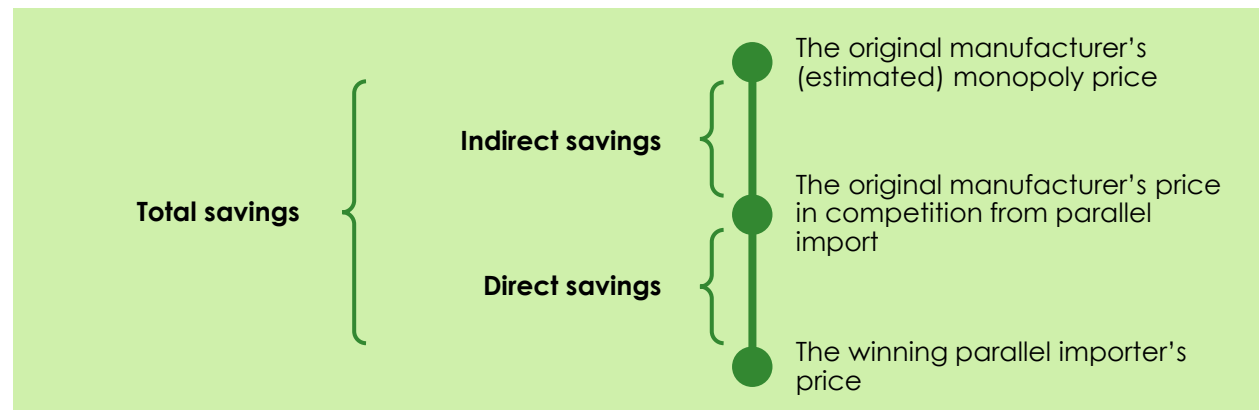 The original manufacturer’s
(estimated) monopoly price
Indirect savings
The original manufacturer’s price
in competition from parallel
import
Total savings
Direct savings
The winning parallel importer’s
price